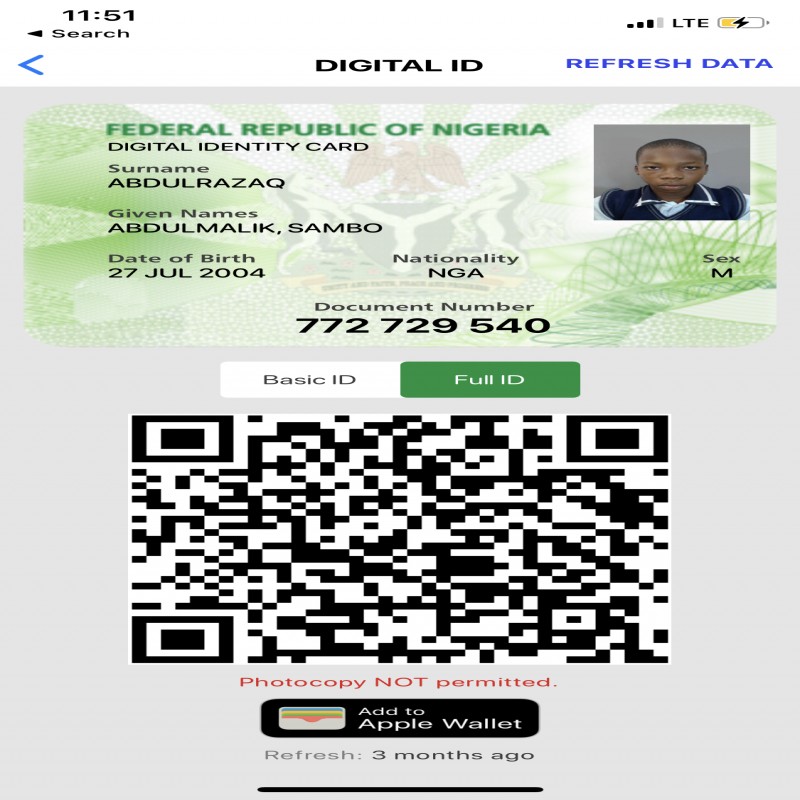 11:51
◀ Search
LTE
DIGITAL ID
REFRESH DATA
FEDERAL REPUBLIC OF NIGERIA
DIGITAL IDENTITY CARD
Surname
ABDULRAZAQ
Given Names
ABDULMALIK, SAMBO
Date of Birth
27 JUL 2004
Nationality
NGA
Sex
M
Document Number
772 729 540
Basic ID
Full ID
Photocopy NOT permitted.
Add to
Apple Wallet
Refresh: 3 months ago